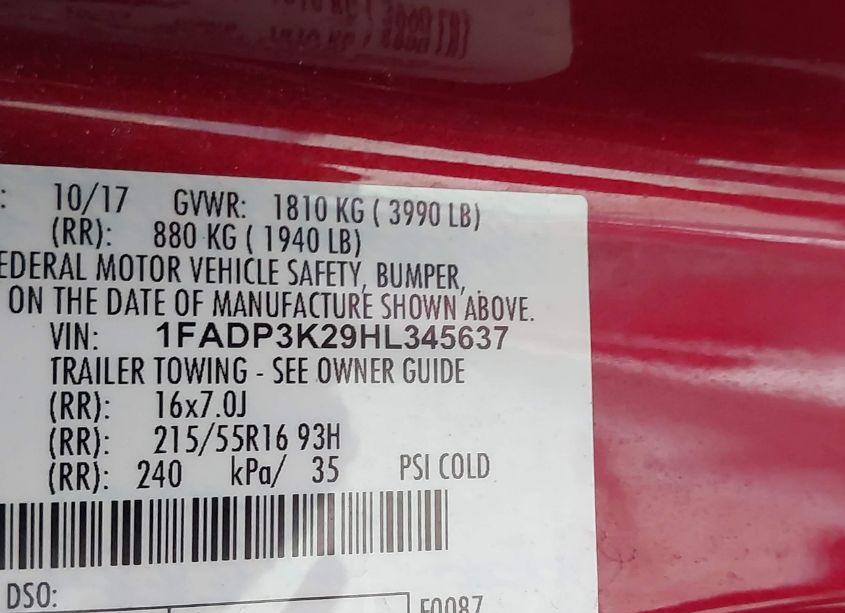 : 10/17 GVWR: 1810 KG ( 3990 LB)
(RR): 880 KG ( 1940 LB)
EDERAL MOTOR VEHICLE SAFETY, BUMPER,
ON THE DATE OF MANUFACTURE SHOWN ABOVE.
VIN: 1FADP3K29HL345637
TRAILER TOWING - SEE OWNER GUIDE
(RR): 16x7.0J
(RR): 215/55R16 93H
(RR): 240 kPa/ 35 PSI COLD
DSO:
F0087